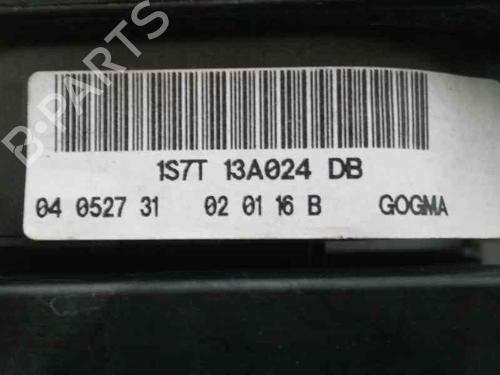 B-PARTS
1S7T 13A024 DB
04 0527 31 02 01 16 B GOGMA